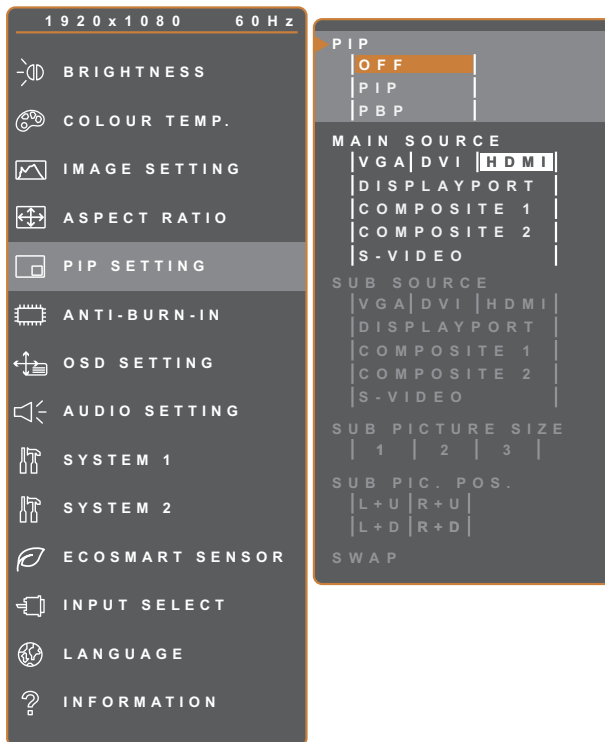 1920x1080 60Hz
BRIGHTNESS
COLOUR TEMP.
IMAGE SETTING
ASPECT RATIO
PIP SETTING
ANTI-BURN-IN
OSD SETTING
AUDIO SETTING
SYSTEM 1
SYSTEM 2
ECOSMART SENSOR
INPUT SELECT
LANGUAGE
INFORMATION
PIP
OFF
PIP
PBP
MAIN SOURCE
VGA DVI HDMI
DISPLAYPORT
COMPOSITE 1
COMPOSITE 2
S-VIDEO
SUB SOURCE
VGA DVI HDMI
DISPLAYPORT
COMPOSITE 1
COMPOSITE 2
S-VIDEO
SUB PICTURE SIZE
1 2 3
SUB PIC. POS.
L+U R+U
L+D R+D
SWAP